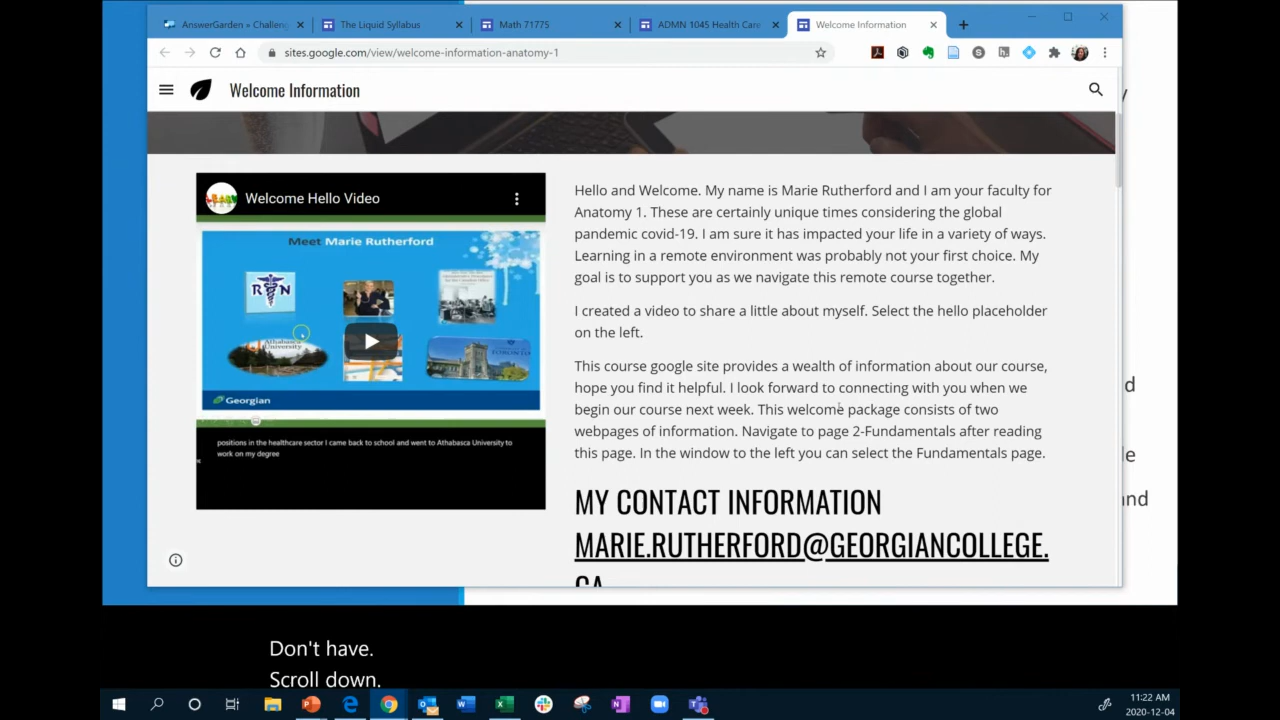 AnswerGarden » Challeng
The Liquid Syllabus
Math 71775
ADMN 1045 Health Care
Welcome Information
sites.google.com/view/welcome-information-anatomy-1
Welcome Information
Welcome Hello Video
Meet Marie Rutherford
R N
Athabasca
University
TORONTO
Georgian
positions in the healthcare sector I came back to school and went to Athabasca University to
work on my degree
Hello and Welcome. My name is Marie Rutherford and I am your faculty for
Anatomy 1. These are certainly unique times considering the global
pandemic covid-19. I am sure it has impacted your life in a variety of ways.
Learning in a remote environment was probably not your first choice. My
goal is to support you as we navigate this remote course together.
I created a video to share a little about myself. Select the hello placeholder
on the left.
This course google site provides a wealth of information about our course,
hope you find it helpful. I look forward to connecting with you when we
begin our course next week. This welcome package consists of two
webpages of information. Navigate to page 2-Fundamentals after reading
this page. In the window to the left you can select the Fundamentals page.
MY CONTACT INFORMATION
MARIE.RUTHERFORD@GEORGIANCOLLEGE.
CA
y
d
le
and
Don't have.
Scroll down.
11:22 AM
2020-12-04